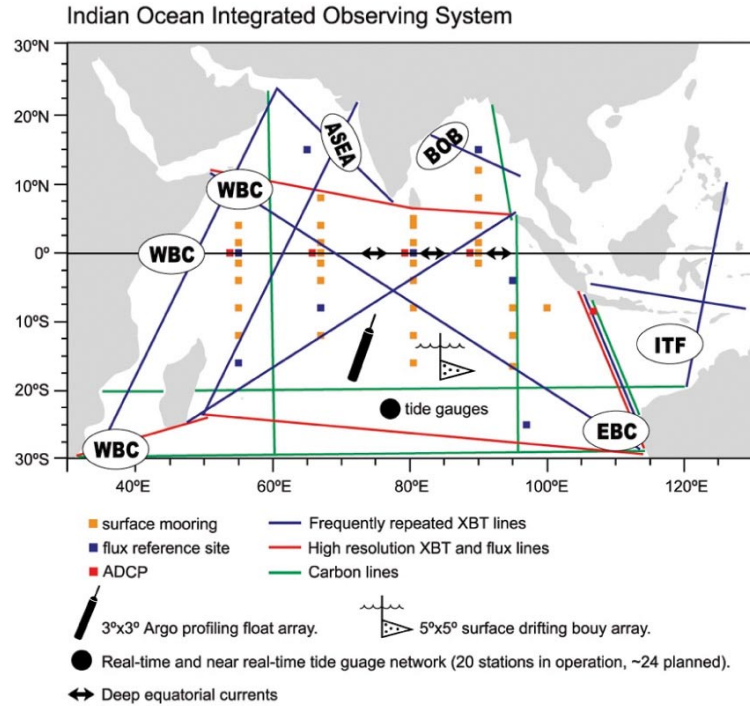 Indian Ocean Integrated Observing System
30ºN
20ºN
10ºN
0º
10ºS
20ºS
30ºS
ASEA
BOB
WBC
WBC
ITF
tide gauges
EBC
WBC
40ºE 60ºE 80ºE 100ºE 120ºE
surface mooring Frequently repeated XBT lines
flux reference site High resolution XBT and flux lines
ADCP Carbon lines
3ºx3º Argo profiling float array. 5ºx5º surface drifting bouy array.
Real-time and near real-time tide guage network (20 stations in operation, ~24 planned).
Deep equatorial currents